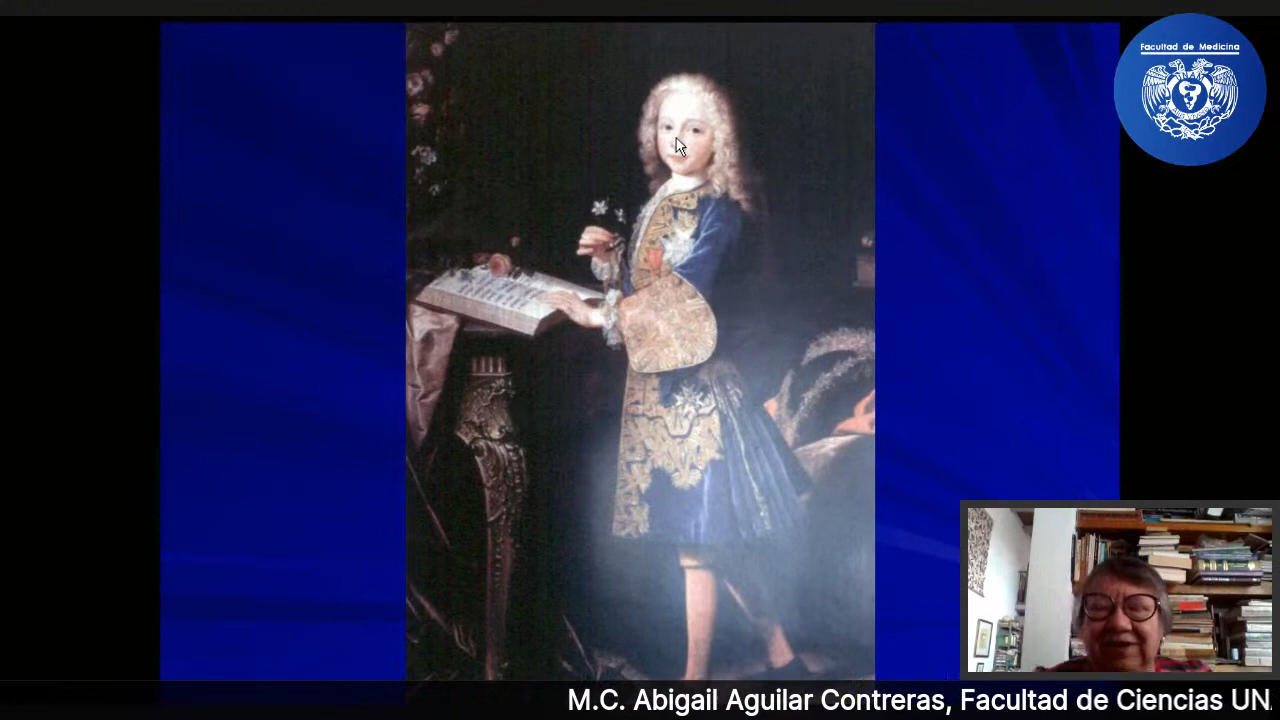 Facultad de Medicina
M.C. Abigail Aguilar Contreras, Facultad de Ciencias UN